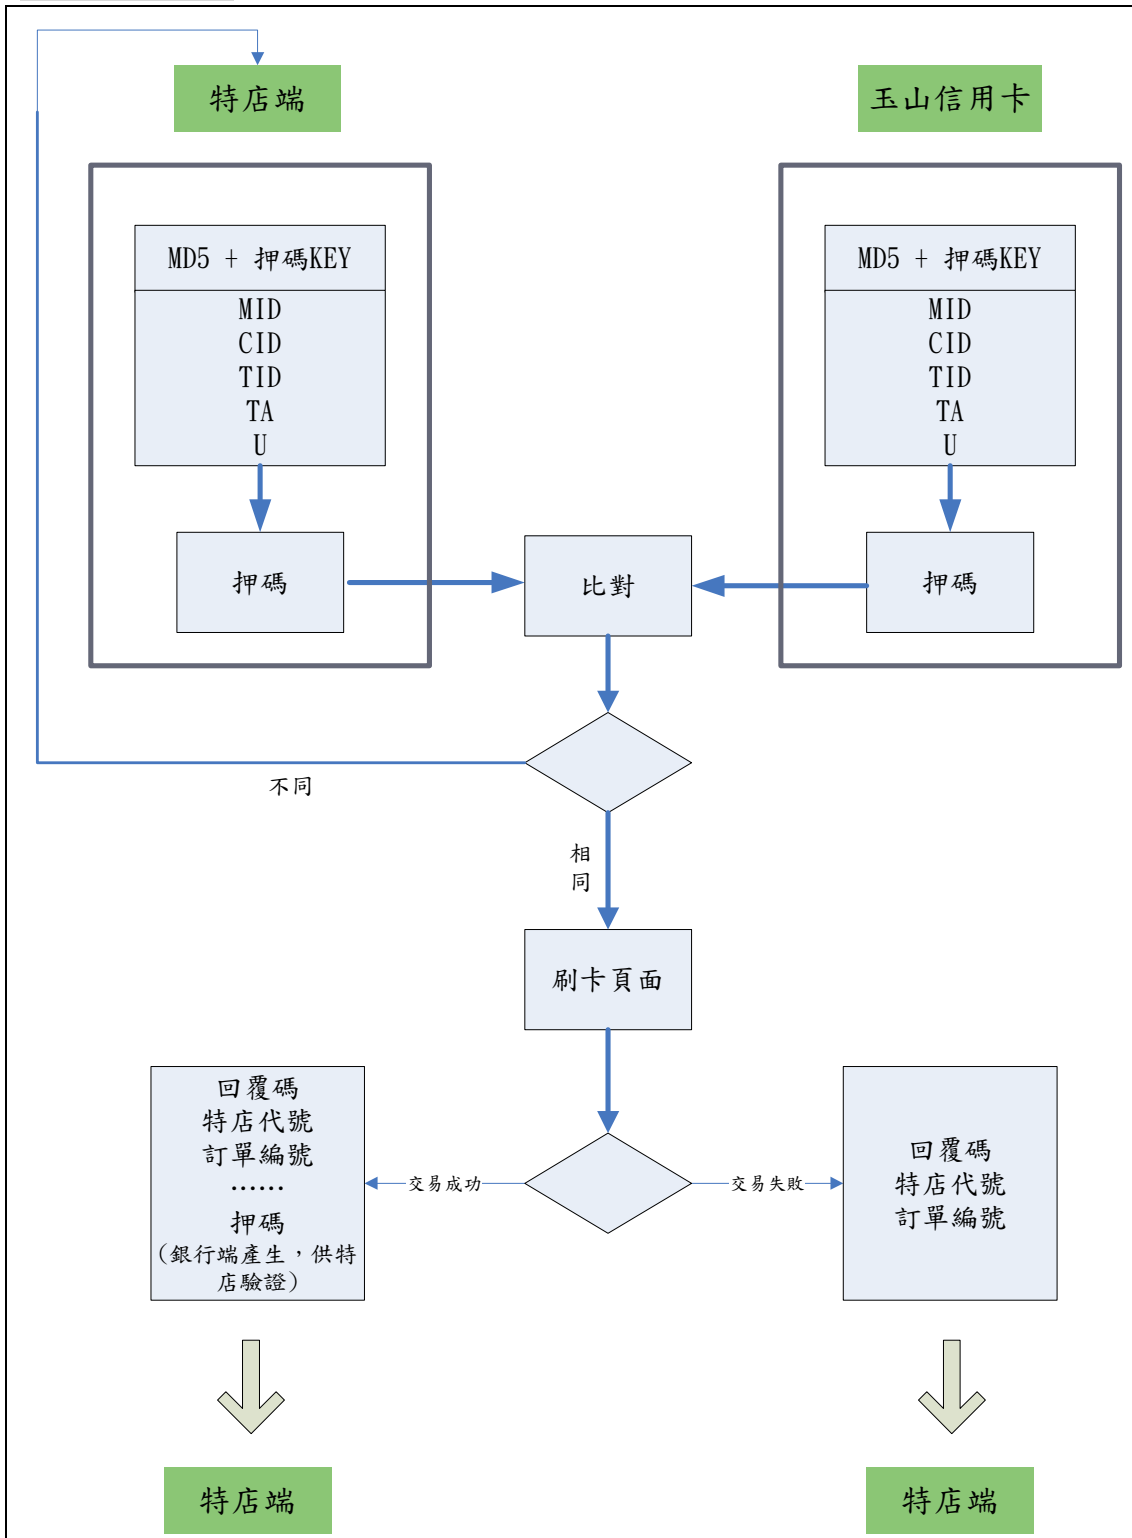 特店端
玉山信用卡
MD5 + 押碼KEY
MID
CID
TID
TA
U
押碼
MD5 + 押碼KEY
MID
CID
TID
TA
U
押碼
比對
不同
相
同
刷卡頁面
交易成功
交易失敗
回覆碼
特店代號
訂單編號
……
押碼
(銀行端產生，供特
店驗證)
回覆碼
特店代號
訂單編號
特店端
特店端